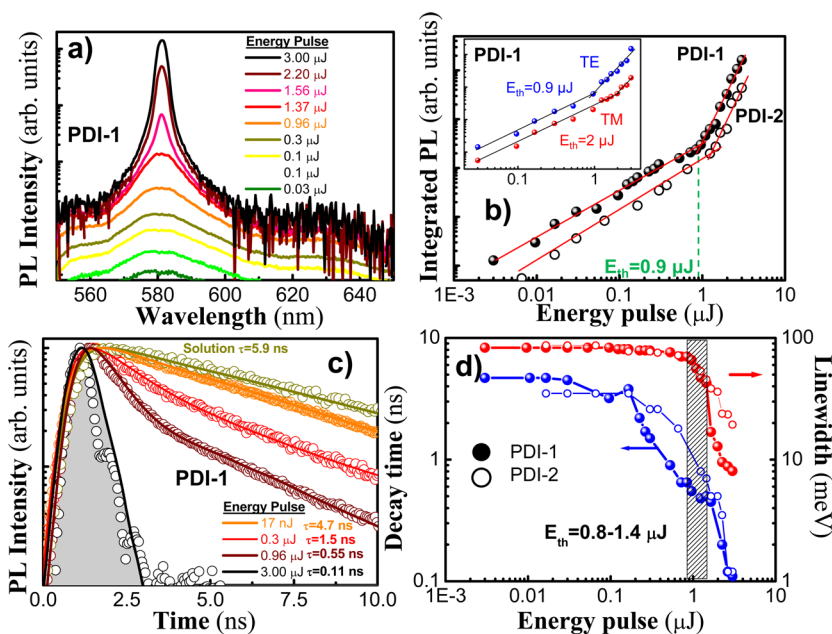 a)
PDI-1
Energy Pulse
3.00 μJ
2.20 μJ
1.56 μJ
1.37 μJ
0.96 μJ
0.3 μJ
0.1 μJ
0.1 μJ
0.03 μJ
PL Intensity (arb. units)
560 580 600 620 640
Wavelength (nm)
b)
PDI-1
TE
E_th=0.9 μJ
TM
E_th=2 μJ
0.1 1
PDI-1
PDI-2
E_th=0.9 μJ
Integrated PL (arb. units)
1E-3 0.01 0.1 1 10
Energy pulse (μJ)
c)
Solution τ=5.9 ns
PDI-1
Energy Pulse
17 nJ τ=4.7 ns
0.3 μJ τ=1.5 ns
0.96 μJ τ=0.55 ns
3.00 μJ τ=0.11 ns
PL Intensity (arb. units)
0.0 2.5 5.0 7.5 10.0
Time (ns)
d)
PDI-1
PDI-2
E_th=0.8-1.4 μJ
Decay time (ns)
10
1
0.1
Linewidth (meV)
100
10
1
1E-3 0.01 0.1 1 10
Energy pulse (μJ)